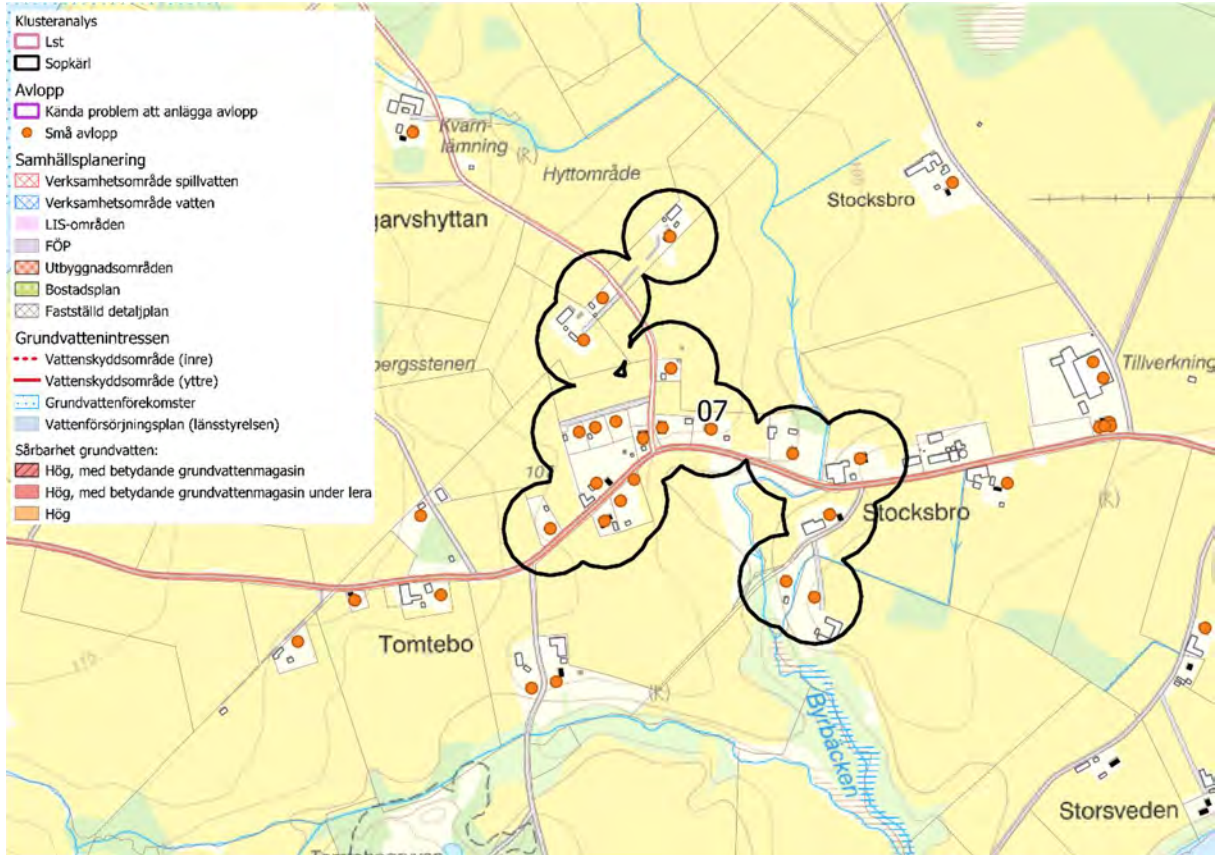 Klusteranalys
Lst
Sopkärl
Avlopp
Kända problem att anlägga avlopp
Små avlopp
Samhällsplanering
Verksamhetsområde spillvatten
Verksamhetsområde vatten
LIS-områden
FÖP
Utbyggnadsområden
Bostadsplan
Fastställd detaljplan
Grundvattenintressen
Vattenskyddsområde (inre)
Vattenskyddsområde (yttre)
Grundvattenförekomster
Vattenförsörjningsplan (länsstyrelsen)
Sårbarhet grundvatten:
Hög, med betydande grundvattenmagasin
Hög, med betydande grundvattenmagasin under lera
Hög
Kvarn-
lämning
(R)
Hyttområde
Stocksbro
garvshyttan
bergsstenen
Tillverkning
07
Stocksbro
(R)
Tomtebo
(R)
Byrbäcken
Storsveden